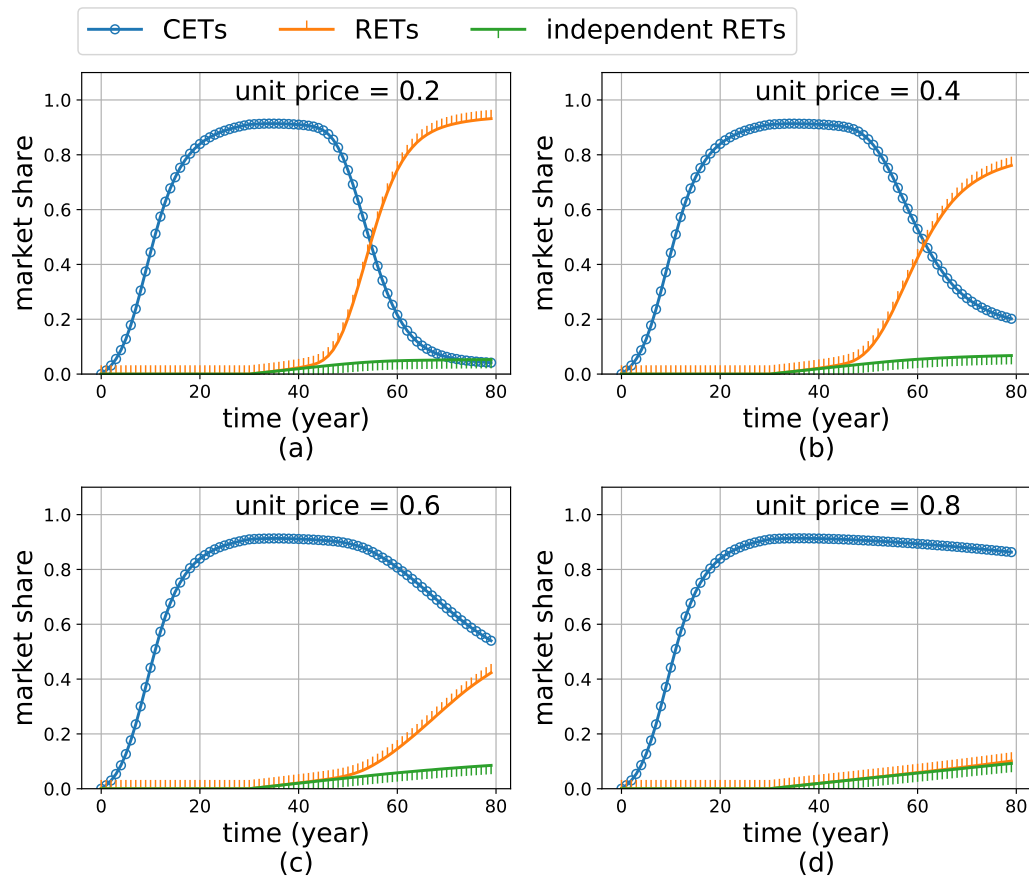 CETs RETs independent RETs
unit price = 0.2
market share
1.0
0.8
0.6
0.4
0.2
0.0
0 20 40 60 80
time (year)
(a)
unit price = 0.4
market share
1.0
0.8
0.6
0.4
0.2
0.0
0 20 40 60 80
time (year)
(b)
unit price = 0.6
market share
1.0
0.8
0.6
0.4
0.2
0.0
0 20 40 60 80
time (year)
(c)
unit price = 0.8
market share
1.0
0.8
0.6
0.4
0.2
0.0
0 20 40 60 80
time (year)
(d)